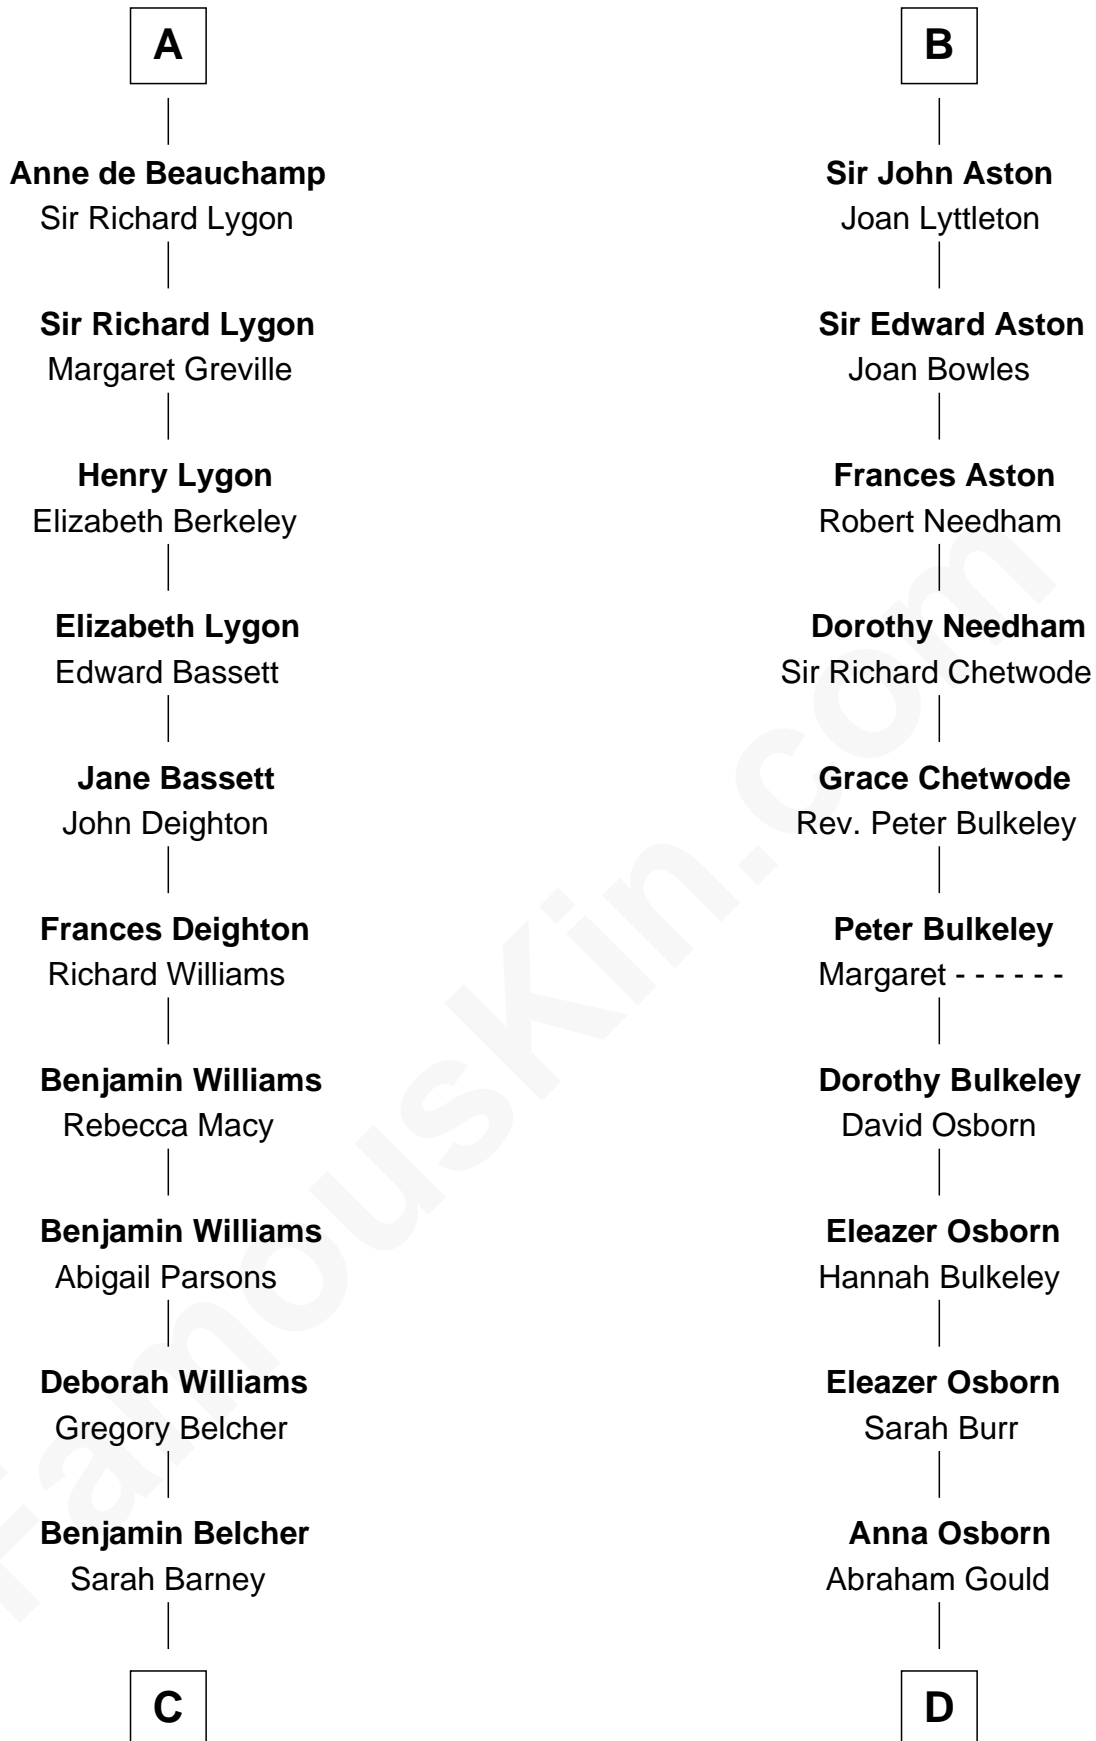 A
Anne de Beauchamp
Sir Richard Lygon
Sir Richard Lygon
Margaret Greville
Henry Lygon
Elizabeth Berkeley
Elizabeth Lygon
Edward Bassett
Jane Bassett
John Deighton
Frances Deighton
Richard Williams
Benjamin Williams
Rebecca Macy
Benjamin Williams
Abigail Parsons
Deborah Williams
Gregory Belcher
Benjamin Belcher
Sarah Barney
C
B
Sir John Aston
Joan Lyttleton
Sir Edward Aston
Joan Bowles
Frances Aston
Robert Needham
Dorothy Needham
Sir Richard Chetwode
Grace Chetwode
Rev. Peter Bulkeley
Peter Bulkeley
Margaret - - - - - -
Dorothy Bulkeley
David Osborn
Eleazer Osborn
Hannah Bulkeley
Eleazer Osborn
Sarah Burr
Anna Osborn
Abraham Gould
D
FamousKin.com